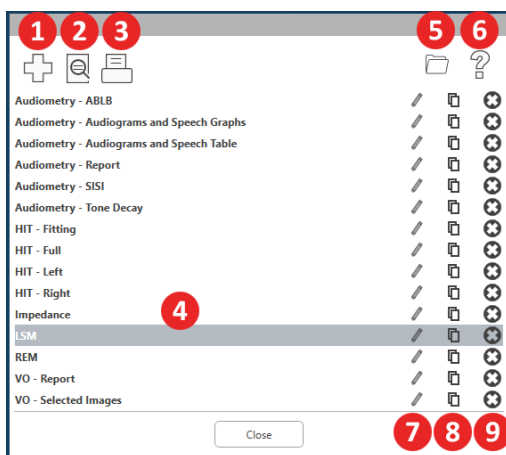 1 2 3 5 6
Audiometry - ABLB
Audiometry - Audiograms and Speech Graphs
Audiometry - Audiograms and Speech Table
Audiometry - Report
Audiometry - SISI
Audiometry - Tone Decay
HIT - Fitting
HIT - Full
HIT - Left
HIT - Right
Impedance 4
LSM
REM
VO - Report
VO - Selected Images
Close 7 8 9